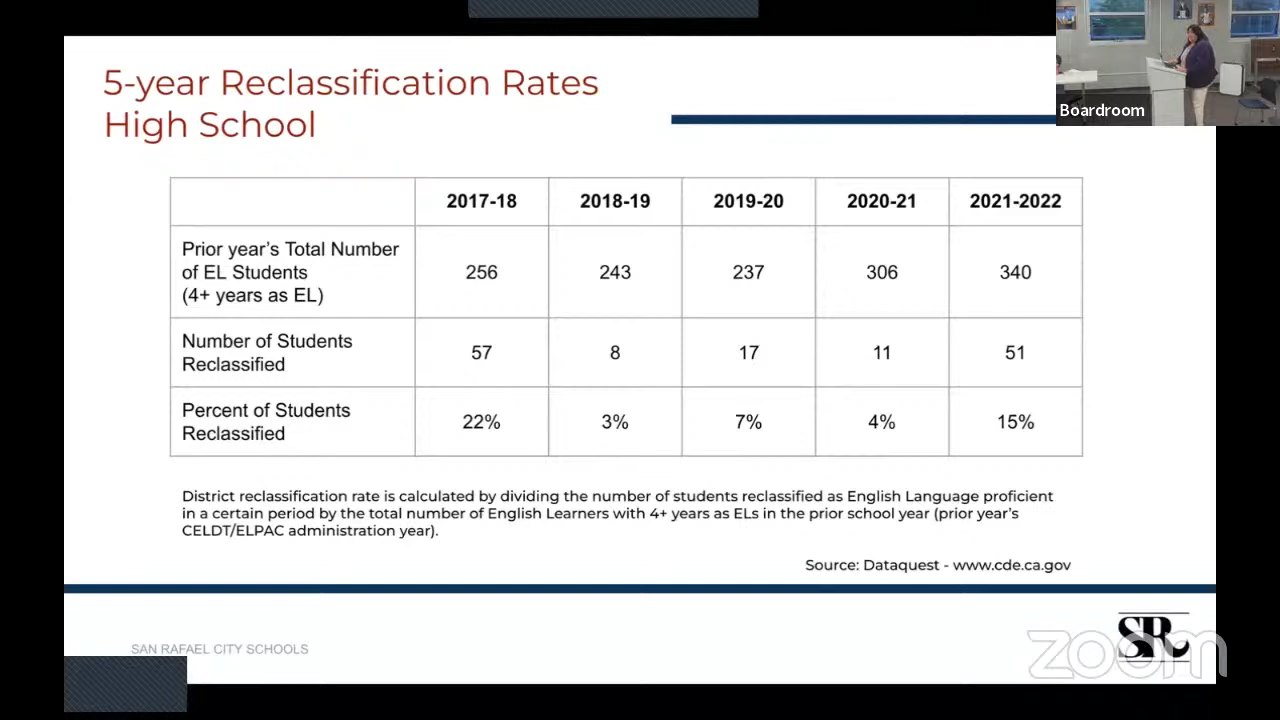 5-year Reclassification Rates
High School
Boardroom
2017-18 2018-19 2019-20 2020-21 2021-2022
Prior year's Total Number
of EL Students
(4+ years as EL)
256 243 237 306 340
Number of Students
Reclassified
57 8 17 11 51
Percent of Students
Reclassified
22% 3% 7% 4% 15%
District reclassification rate is calculated by dividing the number of students reclassified as English Language proficient
in a certain period by the total number of English Learners with 4+ years as ELs in the prior school year (prior year's
CELDT/ELPAC administration year).
Source: Dataquest - www.cde.ca.gov
SAN RAFAEL CITY SCHOOLS
SR
zoom